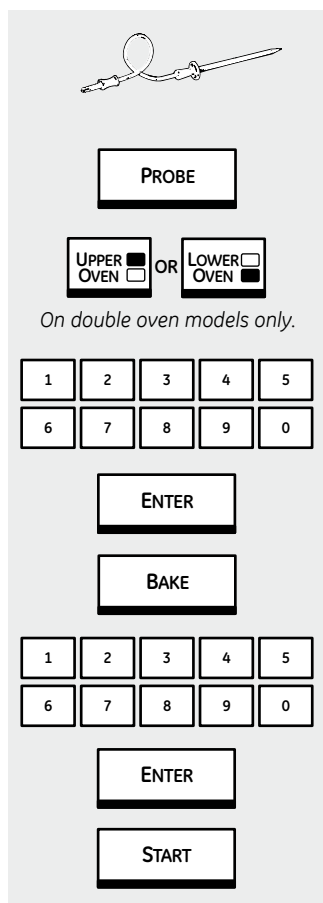 PROBE
UPPER OVEN OR LOWER OVEN
On double oven models only.
1 2 3 4 5
6 7 8 9 0
ENTER
BAKE
1 2 3 4 5
6 7 8 9 0
ENTER
START